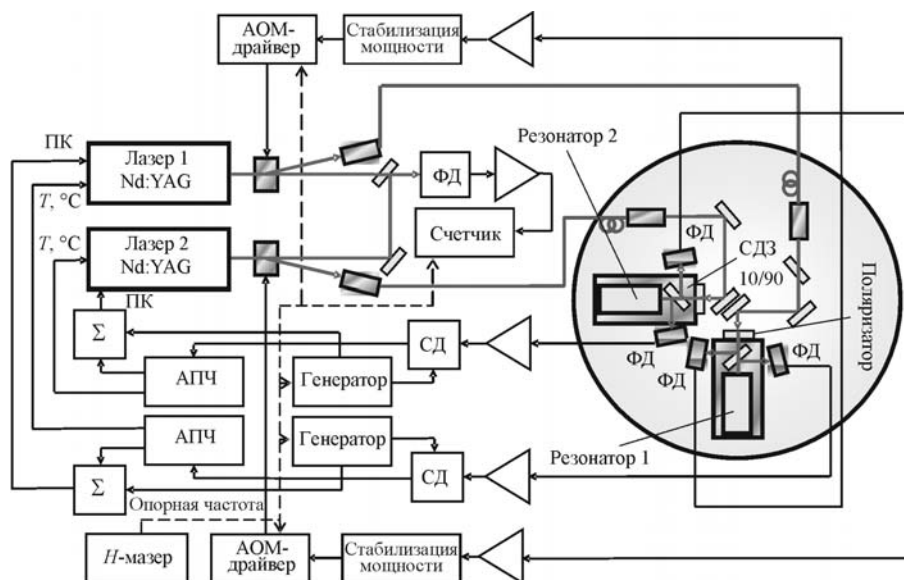 АОМ-
драйвер
Стабилизация
мощности
ПК
Лазер 1
Nd:YAG
T, °C
T, °C
Лазер 2
Nd:YAG
ПК
ФД
Счетчик
Резонатор 2
ФД
СДЗ
10/90
Поляризатор
ФД
ФД
ФД
Резонатор 1
Σ
АПЧ
Генератор
СД
АПЧ
Генератор
СД
Σ
Опорная частота
H-мазер
АОМ-
драйвер
Стабилизация
мощности